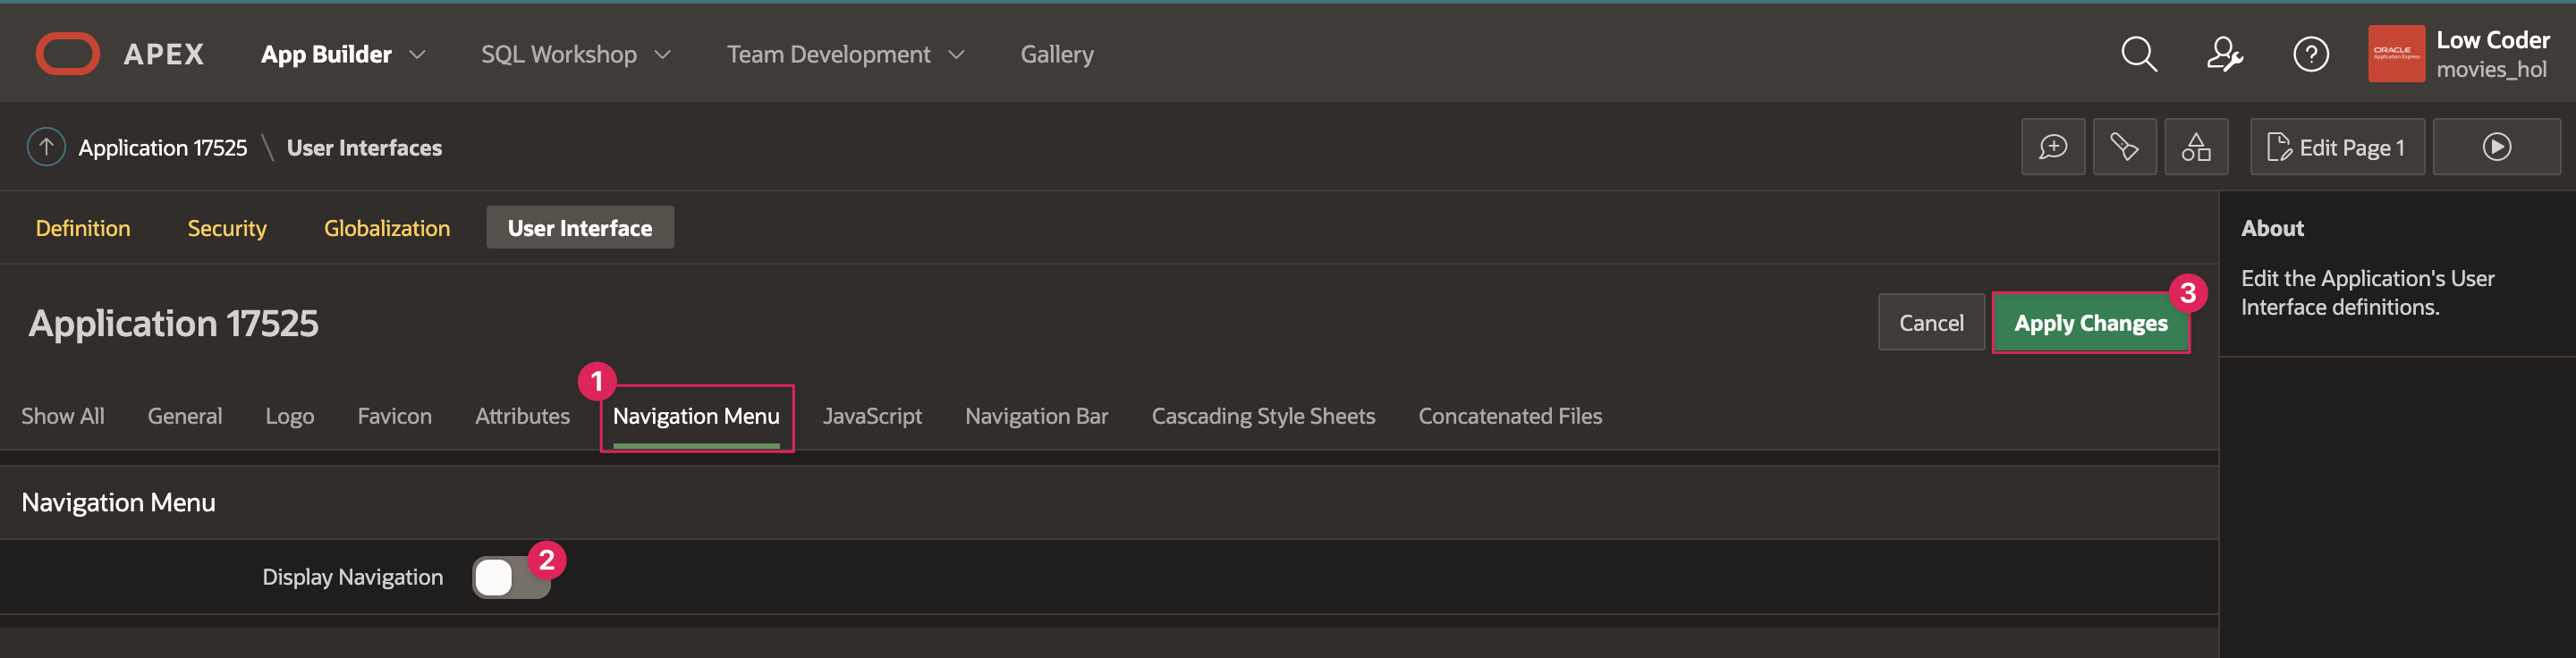 APEX App Builder SQL Workshop Team Development Gallery
ORACLE
Application Express
Low Coder
movies_hol
Application 17525 \ User Interfaces
Edit Page 1
Definition Security Globalization User Interface
About
Edit the Application's User
Interface definitions.
Application 17525
Cancel Apply Changes 3
1
Show All General Logo Favicon Attributes Navigation Menu JavaScript Navigation Bar Cascading Style Sheets Concatenated Files
Navigation Menu
Display Navigation 2